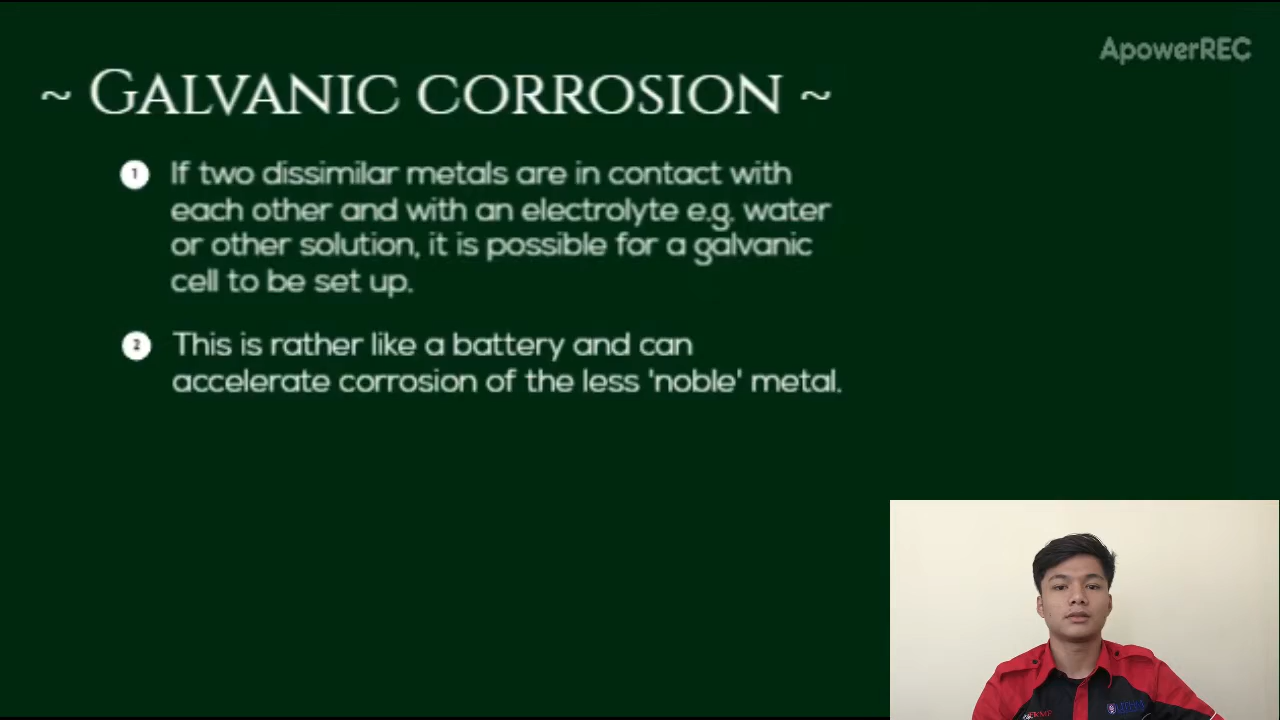 ApowerREC
~ GALVANIC CORROSION ~
1 If two dissimilar metals are in contact with
each other and with an electrolyte e.g. water
or other solution, it is possible for a galvanic
cell to be set up.
2 This is rather like a battery and can
accelerate corrosion of the less 'noble' metal.